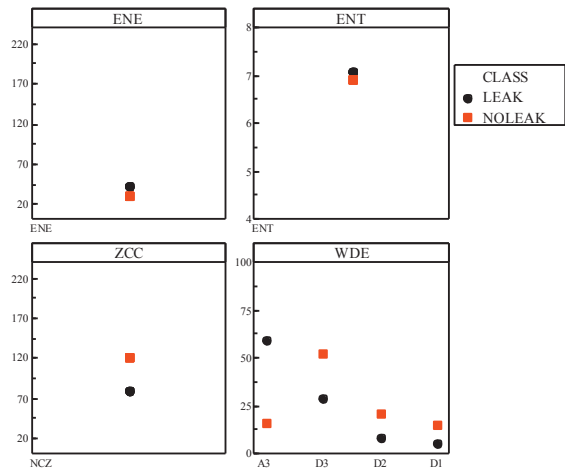 ENE
220
170
120
70
20
ENE
ENT
8
7
6
5
4
ENT
CLASS
LEAK
NOLEAK
ZCC
220
170
120
70
20
NCZ
WDE
100
75
50
25
0
A3 D3 D2 D1